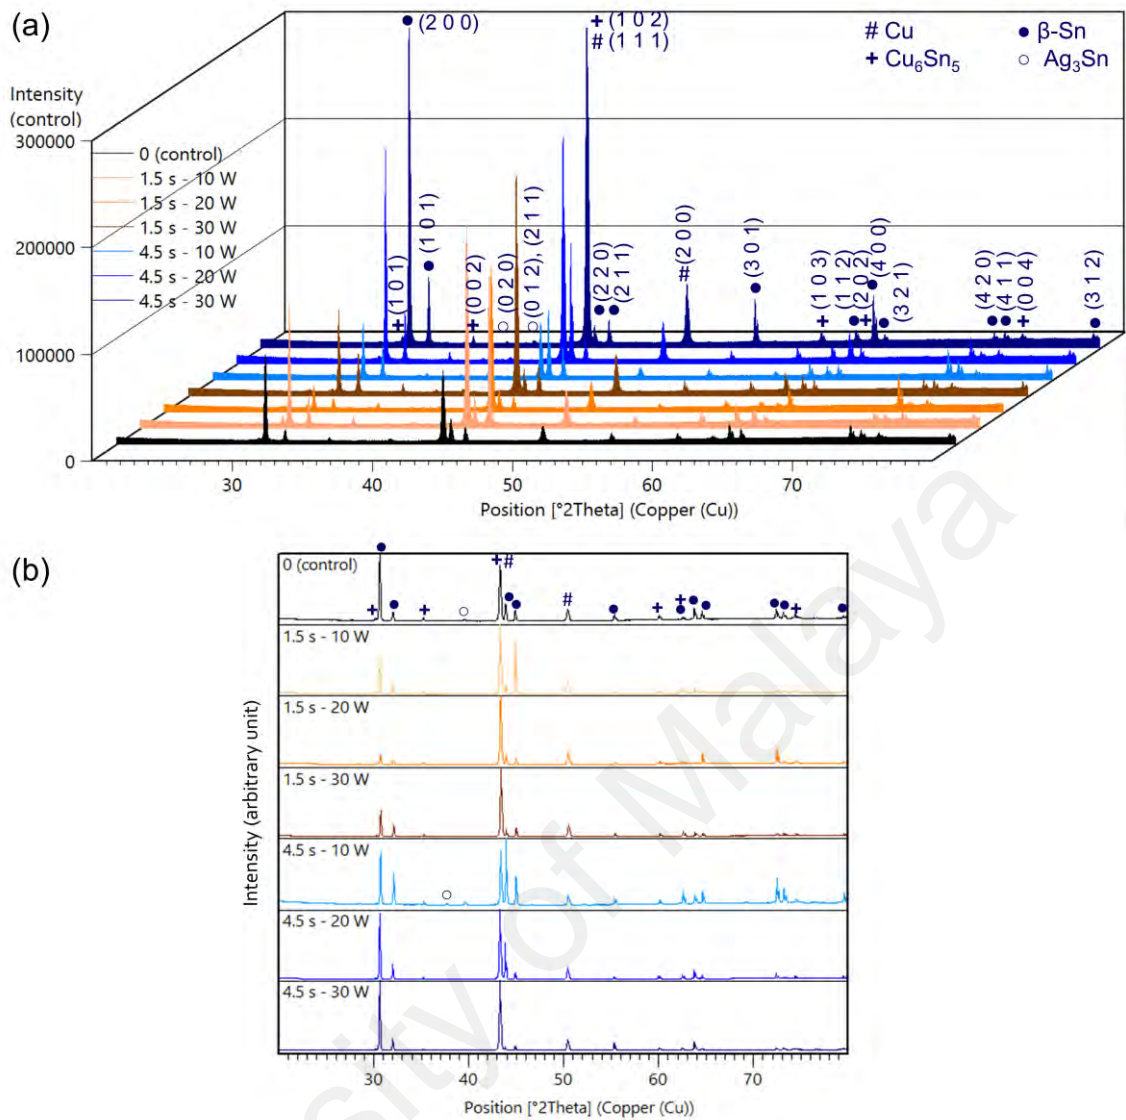 (a)
(2 0 0)
+ (1 0 2)
# (1 1 1)
# Cu
● β-Sn
+ Cu₆Sn₅
○ Ag₃Sn
Intensity
(control)
300000
200000
100000
0
0 (control)
1.5 s - 10 W
1.5 s - 20 W
1.5 s - 30 W
4.5 s - 10 W
4.5 s - 20 W
4.5 s - 30 W
(1 0 1)
(1 0 1)
(0 0 2)
(0 2 0)
(0 1 2), (2 1 1)
(2 2 0)
(2 1 1)
#(2 0 0)
(3 0 1)
(1 0 3)
(1 1 2)
(2 0 2)
(4 0 0)
(3 2 1)
(4 2 0)
(4 1 1)
(0 0 4)
(3 1 2)
30 40 50 60 70
Position [°2Theta] (Copper (Cu))
(b)
Intensity (arbitrary unit)
0 (control)
+ #
#
1.5 s - 10 W
1.5 s - 20 W
1.5 s - 30 W
4.5 s - 10 W
4.5 s - 20 W
4.5 s - 30 W
30 40 50 60 70
Position [°2Theta] (Copper (Cu))
sity of Malaya